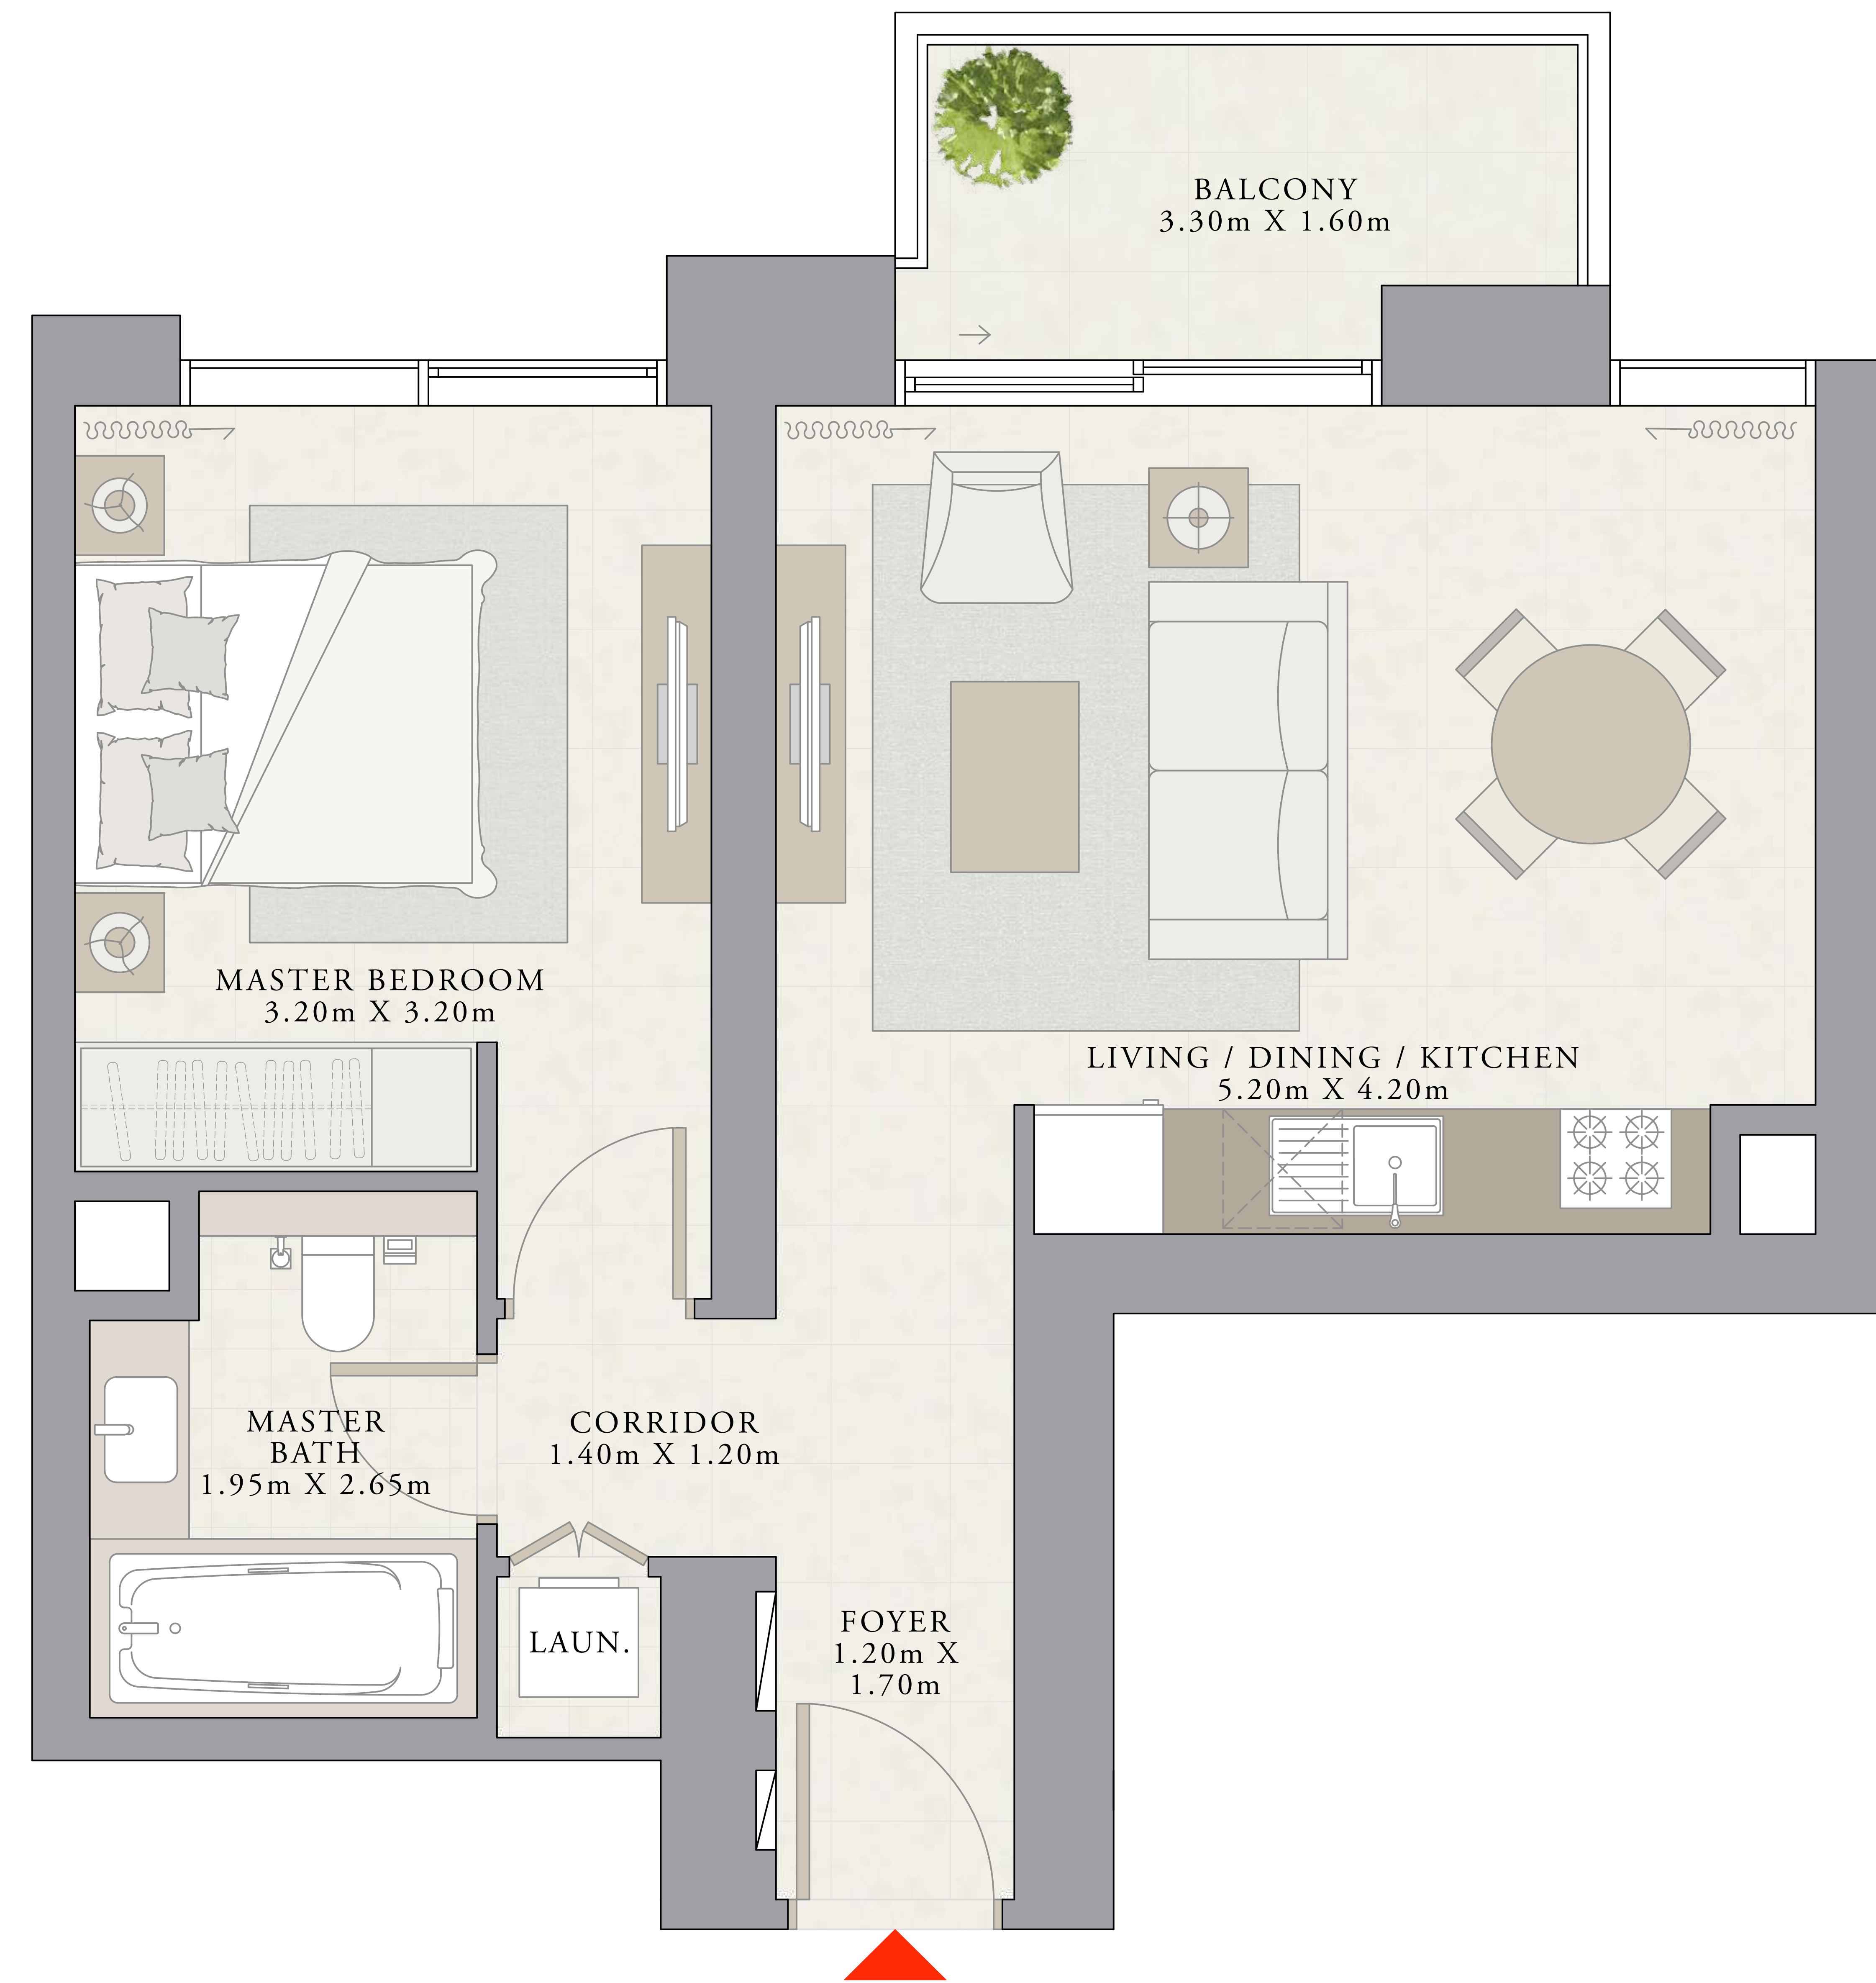 BALCONY
3.30m X 1.60m
MASTER BEDROOM
3.20m X 3.20m
LIVING / DINING / KITCHEN
5.20m X 4.20m
MASTER
BATH
1.95m X 2.65m
CORRIDOR
1.40m X 1.20m
LAUN.
FOYER
1.20m X
1.70m